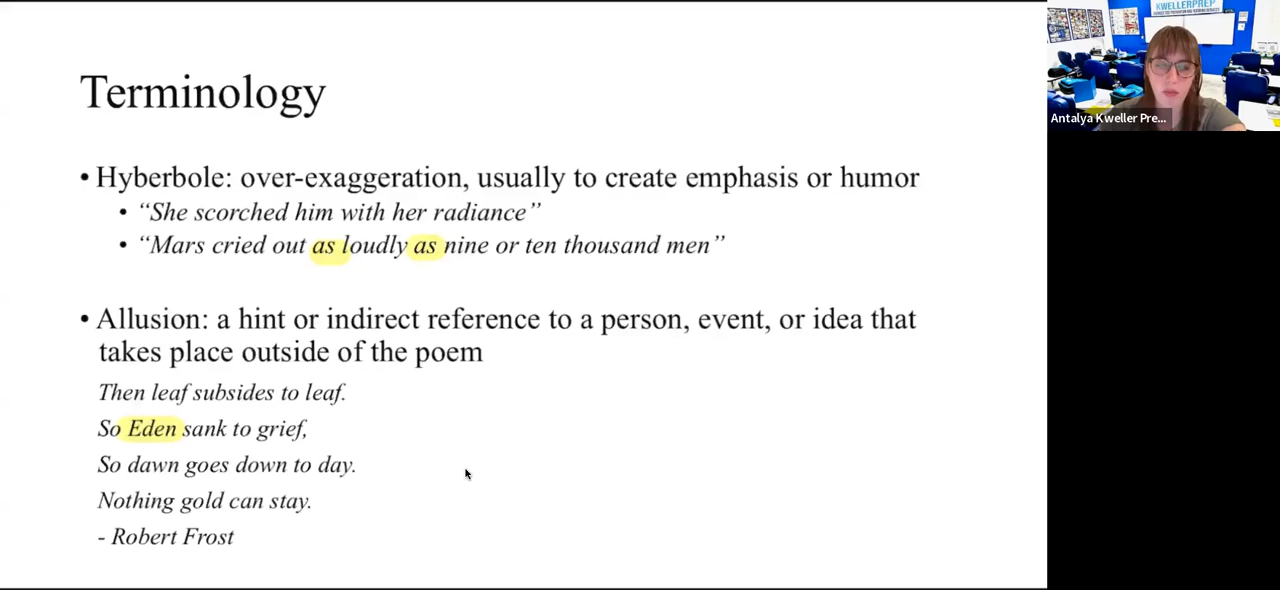 Terminology
• Hyberbole: over-exaggeration, usually to create emphasis or humor
• “She scorched him with her radiance”
• “Mars cried out as loudly as nine or ten thousand men”
• Allusion: a hint or indirect reference to a person, event, or idea that
takes place outside of the poem
Then leaf subsides to leaf.
So Eden sank to grief,
So dawn goes down to day.
Nothing gold can stay.
- Robert Frost
KWELLERPREP
Antalya Kweller Pre...